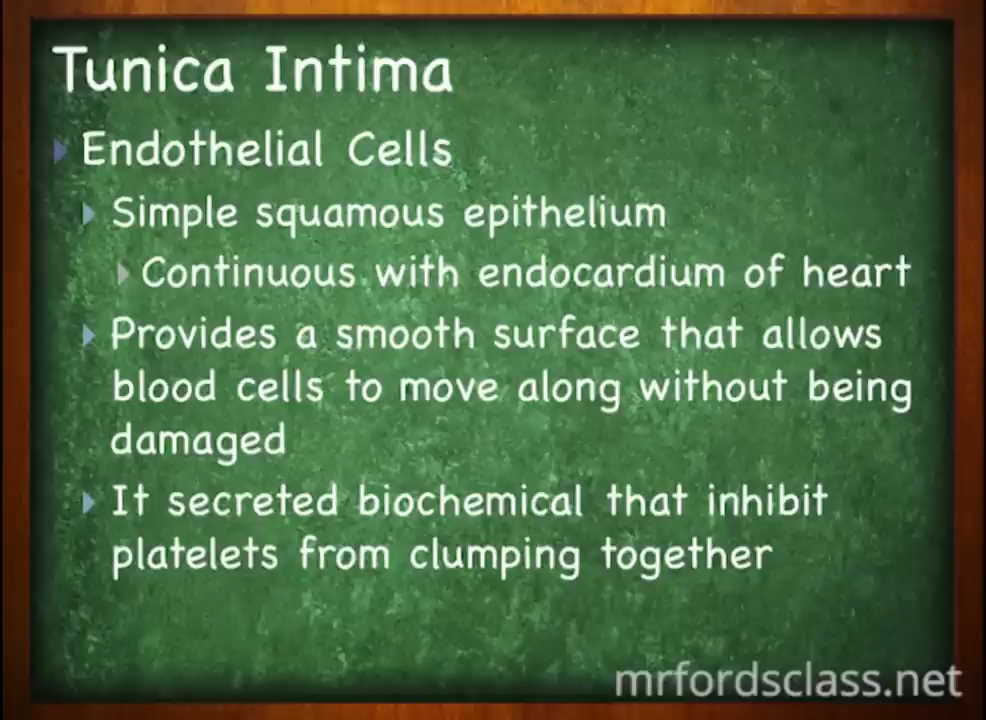 Tunica Intima
Endothelial Cells
Simple squamous epithelium
Continuous with endocardium of heart
Provides a smooth surface that allows
blood cells to move along without being
damaged
It secreted biochemical that inhibit
platelets from clumping together
mrfordsclass.net